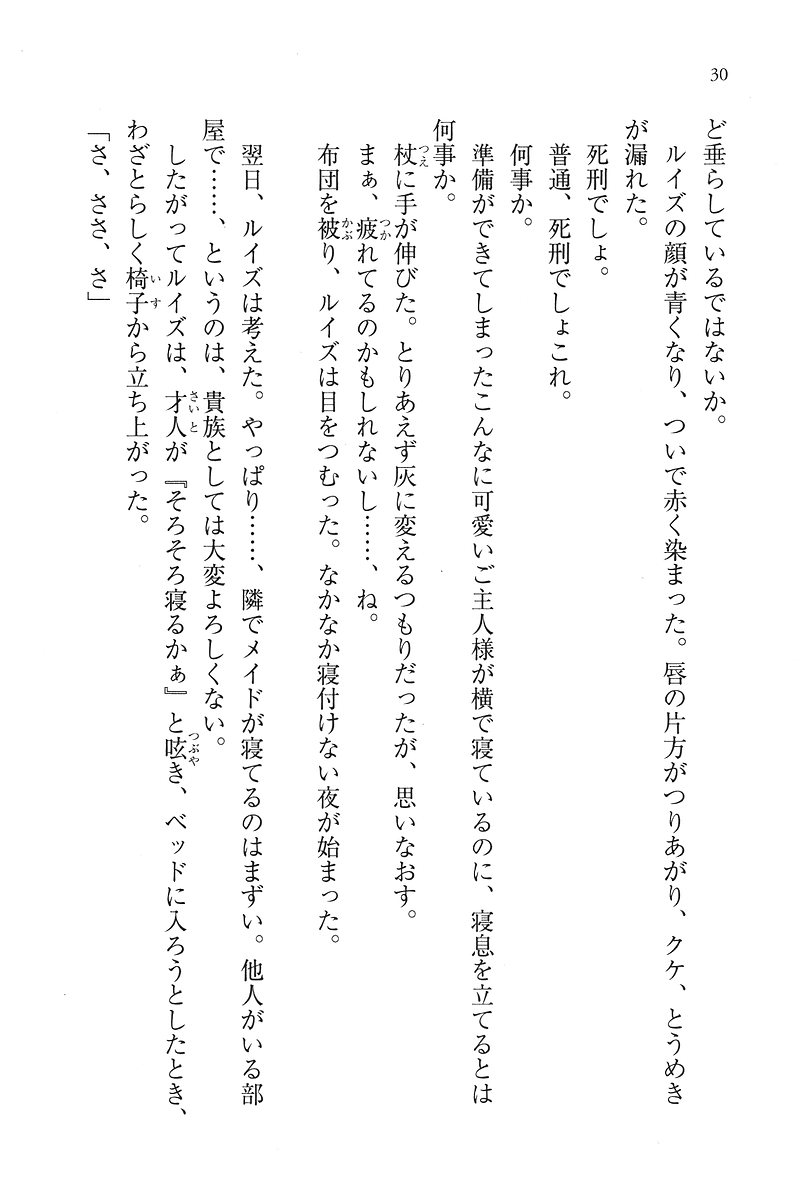 30
ど垂らしているではないか。
ルイズの顔が青くなり、ついで赤く染まった。唇の片方がつりあがり、クケ、とうめき
が漏れた。
死刑でしょ。
普通、死刑でしょこれ。
何事か。
準備ができてしまったこんなに可愛いご主人様が横で寝ているのに、寝息を立てるとは
何事か。
杖に手が伸びた。とりあえず灰に変えるつもりだったが、思いなおす。
まぁ、疲れてるのかもしれないし……、ね。
布団を被り、ルイズは目をつむった。なかなか寝付けない夜が始まった。
翌日、ルイズは考えた。やっぱり……、隣でメイドが寝てるのはまずい。他人がいる部
屋で……、というのは、貴族としては大変よろしくない。
したがってルイズは、才人が『そろそろ寝るかぁ』と呟き、ベッドに入ろうとしたとき、
わざとらしく椅子から立ち上がった。
「さ、ささ、さ」